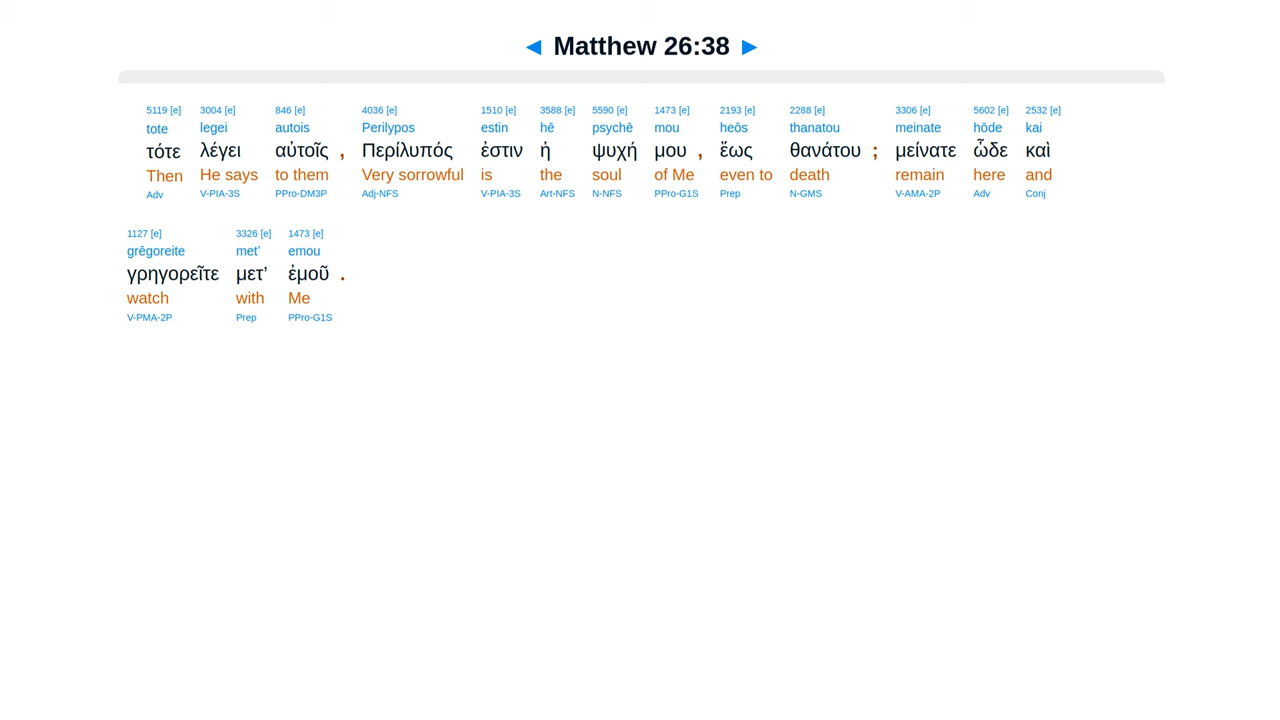 ◄ Matthew 26:38 ►
5119 [e] 3004 [e] 846 [e] 4036 [e] 1510 [e] 3588 [e] 5590 [e] 1473 [e] 2193 [e] 2288 [e] 3306 [e] 5602 [e] 2532 [e]
tote legei autois Perilypos estin hē psychē mou heōs thanatou meinate hōde kai
τότε λέγει αὐτοῖς , Περίλυπός ἐστιν ἡ ψυχή μου , ἕως θανάτου ; μείνατε ὧδε καὶ
Then He says to them Very sorrowful is the soul of Me even to death remain here and
Adv V-PIA-3S PPro-DM3P Adj-NFS V-PIA-3S Art-NFS N-NFS PPro-G1S Prep N-GMS V-AMA-2P Adv Conj
1127 [e] 3326 [e] 1473 [e]
grēgoreite met’ emou
γρηγορεῖτε μετ’ ἐμοῦ .
watch with Me
V-PMA-2P Prep PPro-G1S